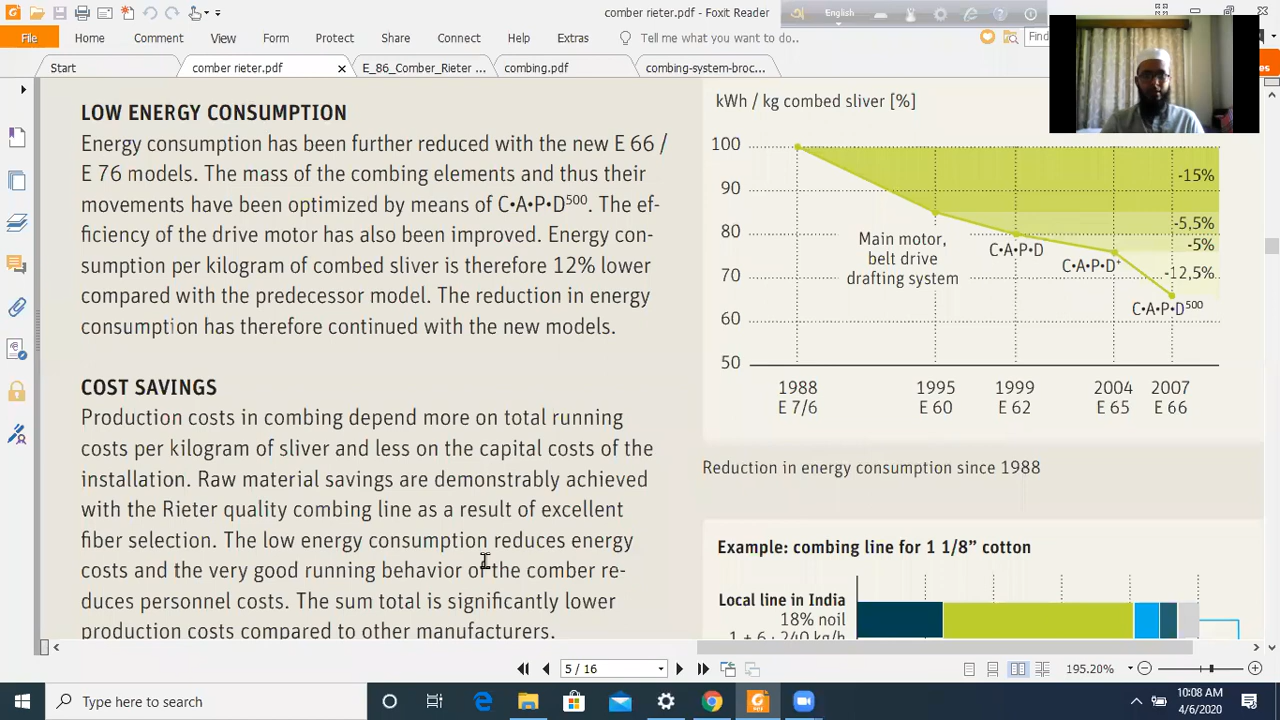 comber rieter.pdf - Foxit Reader
English
File
Home
Comment
View
Form
Protect
Share
Connect
Help
Extras
Tell me what you want to do..
Find
Start
comber rieter.pdf
E_86_Comber_Rieter ...
combing.pdf
combing-system-broc...
LOW ENERGY CONSUMPTION
Energy consumption has been further reduced with the new E 66 /
E 76 models. The mass of the combing elements and thus their
movements have been optimized by means of C•A•P•D500. The ef-
ficiency of the drive motor has also been improved. Energy con-
sumption per kilogram of combed sliver is therefore 12% lower
compared with the predecessor model. The reduction in energy
consumption has therefore continued with the new models.
COST SAVINGS
Production costs in combing depend more on total running
costs per kilogram of sliver and less on the capital costs of the
installation. Raw material savings are demonstrably achieved
with the Rieter quality combing line as a result of excellent
fiber selection. The low energy consumption reduces energy
costs and the very good running behavior of the comber re-
duces personnel costs. The sum total is significantly lower
production costs compared to other manufacturers.
kWh / kg combed sliver [%]
100
90
80
70
60
50
-15%
-5,5%
-5%
-12,5%
Main motor,
belt drive
drafting system
C•A•P•D
C•A•P•D+
C•A•P•D500
1988
E 7/6
1995
E 60
1999
E 62
2004
E 65
2007
E 66
Reduction in energy consumption since 1988
Example: combing line for 1 1/8” cotton
Local line in India
18% noil
1 + 6 · 240 kg/h
5 / 16
195.20%
Type here to search
10:08 AM
4/6/2020